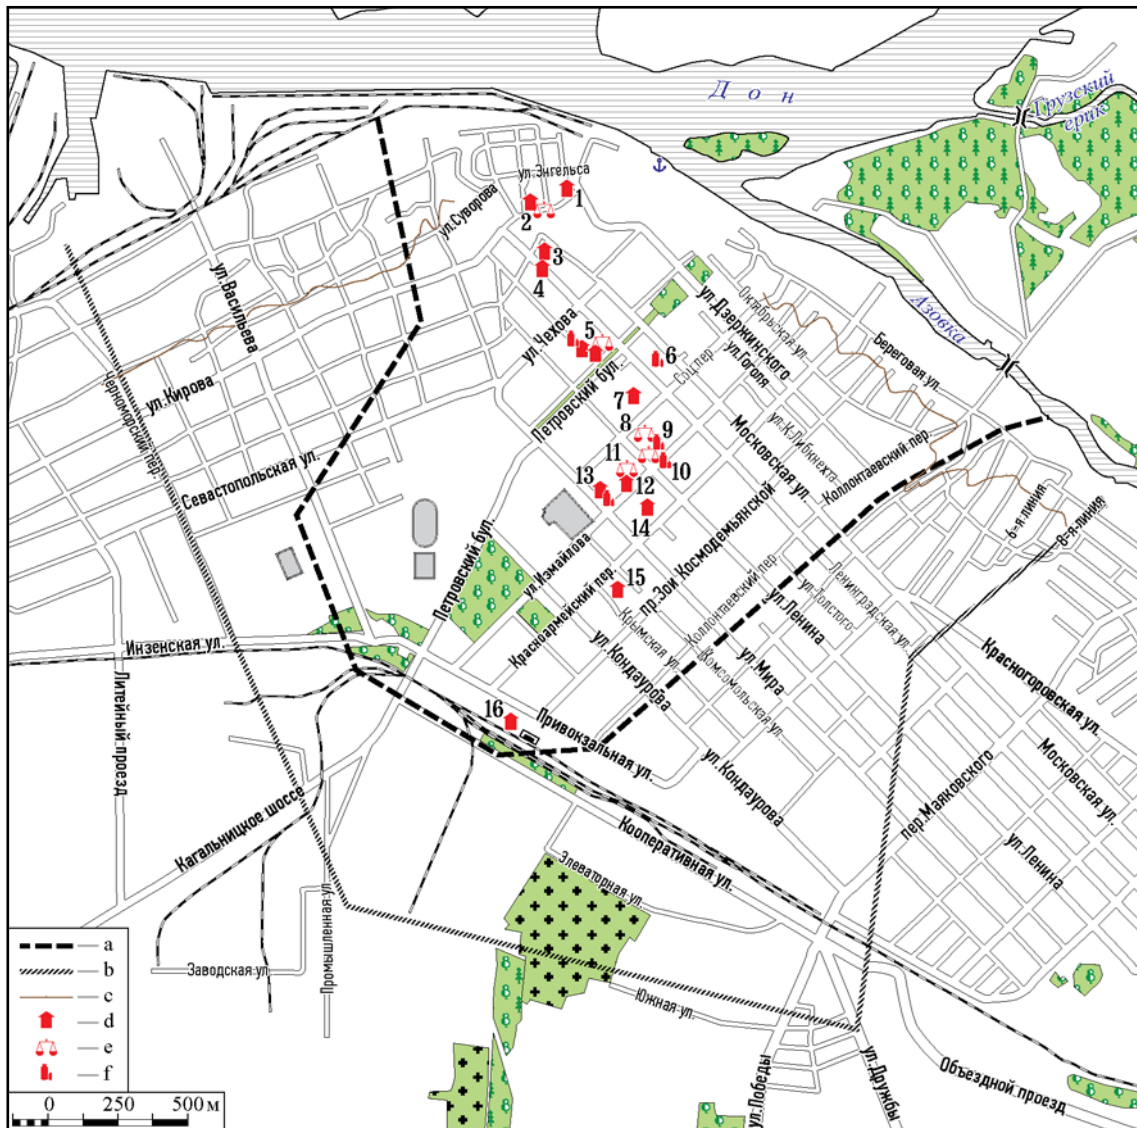 Дон
Грузский
ерик
ул.Энгельса
1
ул.Суворова
2
3
4
ул.Васильева
Азовка
ул.Дзержинского
Октябрьская ул.
ул.Чехова
5
6
Береговая ул.
Соц.пер
ул.Гоголя
Петровский бул.
Черноморский пер.
ул.Кирова
7
8
9
Московская ул.
ул.К.Либкнехта
Коллонтаевский пер.
Севастопольская ул.
11
10
13
12
14
6-я линия
8-я линия
Петровский бул.
ул.Измайлова
15
пр.Зои Космодемьянской
Коллонтаевский пер
Ленинградская ул.
ул.Толстого
ул.Ленина
Красноармейский пер.
Крымская ул.
ул.Кондаурова
Комсомольская ул.
ул.Мира
Инзенская ул.
Литейный проезд
Красногоровская ул.
16
Привокзальная ул.
ул.Кондаурова
Московская ул.
пер.Маяковского
ул.Ленина
Кагальницкое шоссе
Кооперативная ул.
Элеваторная ул.
Промышленная ул
Заводская ул
Южная ул.
ул.Победы
ул.Дружбы
Объездной проезд
a
b
c
d
e
f
0 250 500 м